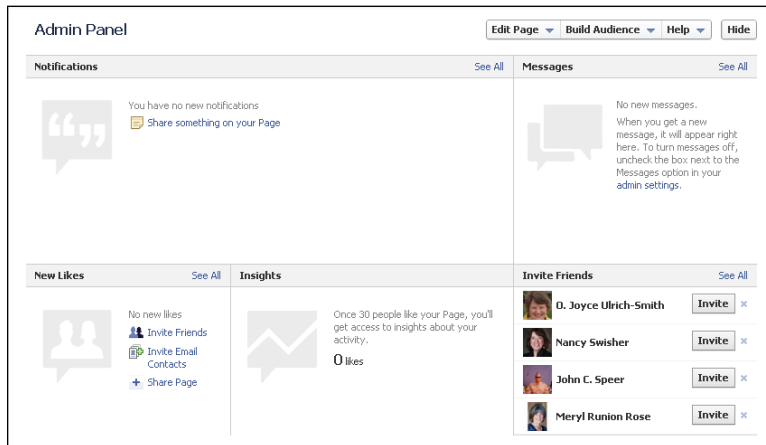 Admin Panel
Edit Page Build Audience Help Hide
Notifications See All
You have no new notifications
Share something on your Page
Messages See All
No new messages.
When you get a new
message, it will appear right
here. To turn messages off,
uncheck the box next to the
Messages option in your
admin settings.
New Likes See All
No new likes
Invite Friends
Invite Email
Contacts
Share Page
Insights
Once 30 people like your Page, you'll
get access to insights about your
activity.
0 likes
Invite Friends See All
O. Joyce Ulrich-Smith Invite
Nancy Swisher Invite
John C. Speer Invite
Meryl Runion Rose Invite